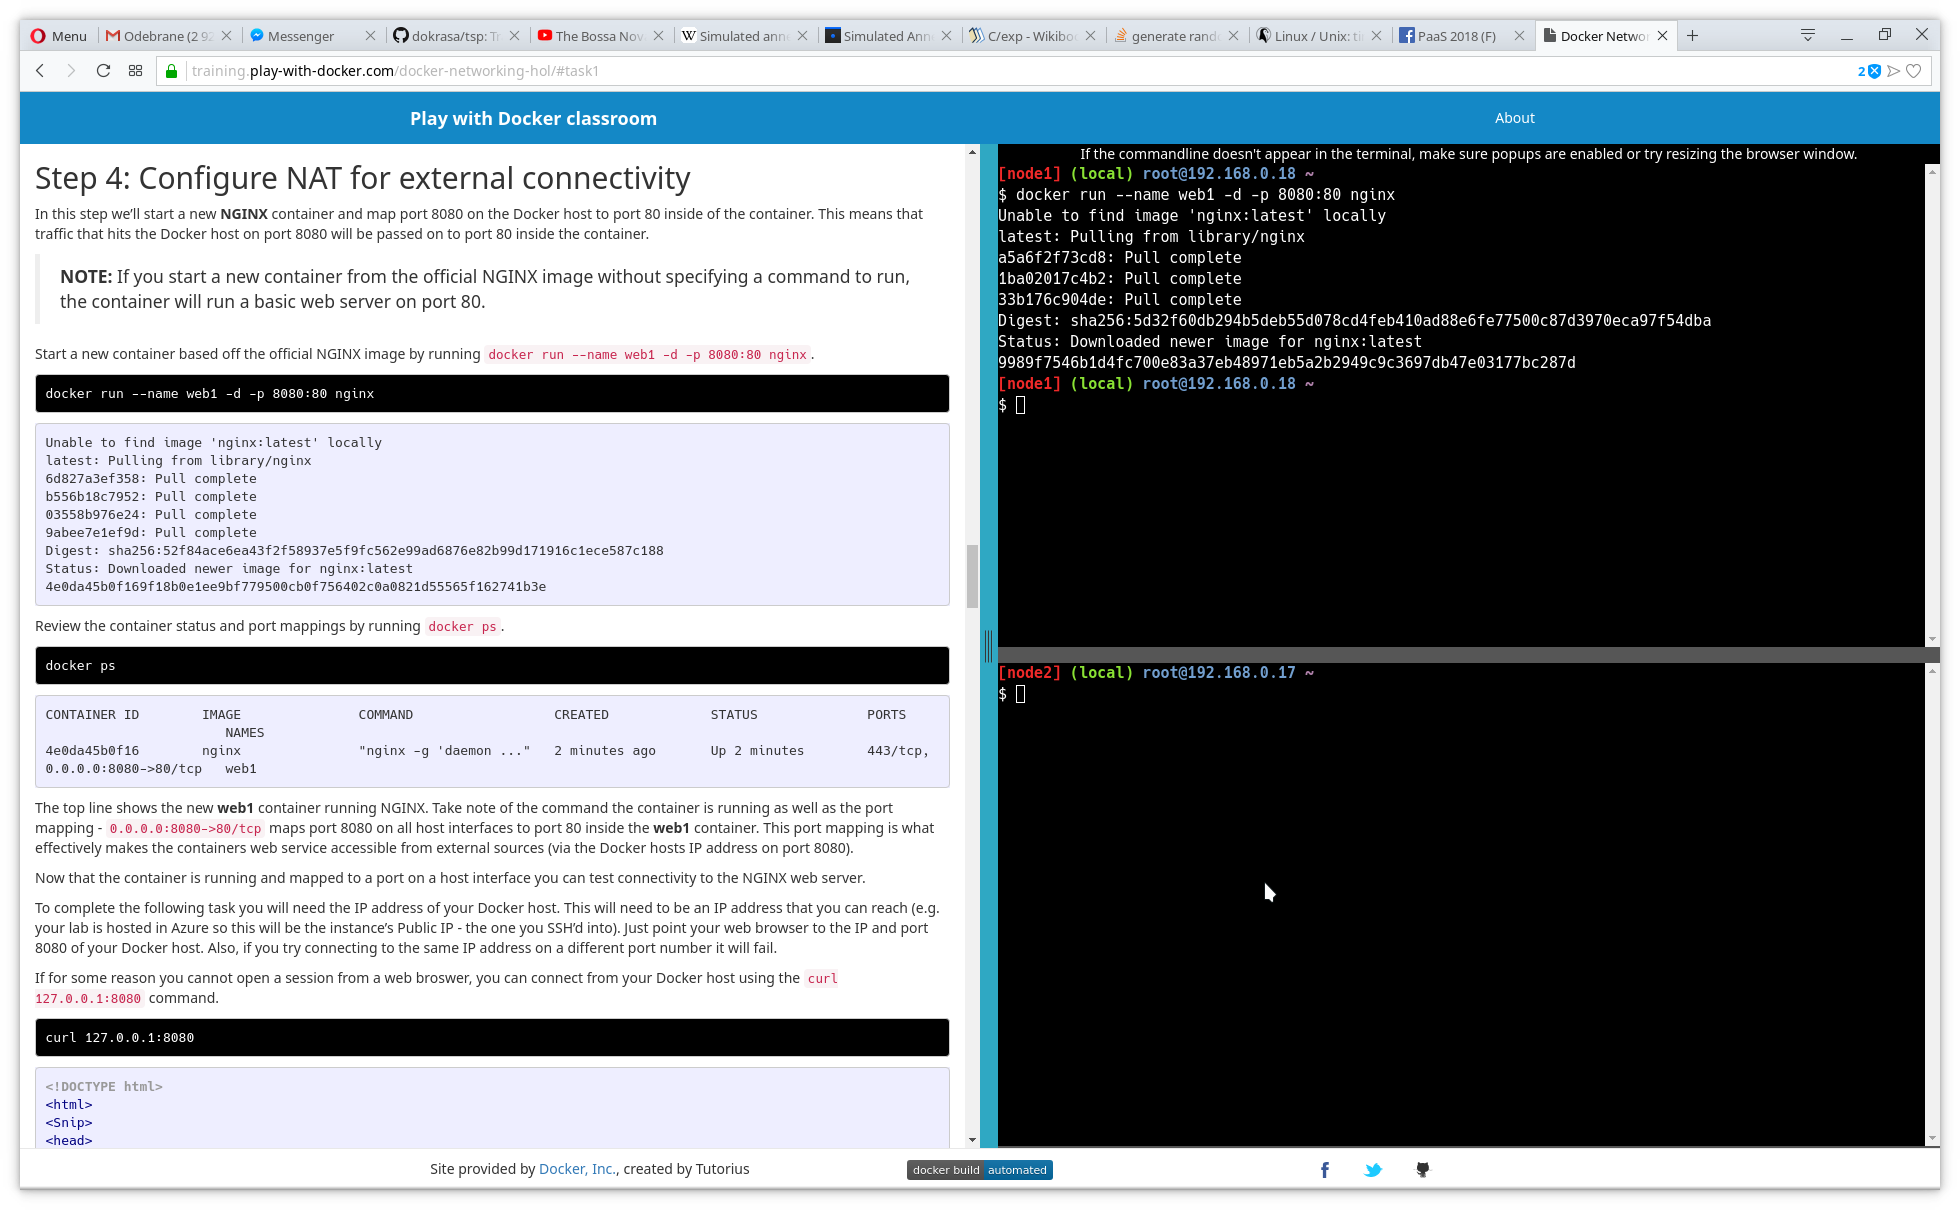 Menu
Odebrane (2 92
Messenger
dokrasa/tsp: Tr
The Bossa Nov
Simulated anne
Simulated Ann
C/exp - Wikiboo
generate rand
Linux / Unix: ti
PaaS 2018 (F)
Docker Networ
training.play-with-docker.com/docker-networking-hol/#task1
2
Play with Docker classroom
About
Step 4: Configure NAT for external connectivity
In this step we’ll start a new NGINX container and map port 8080 on the Docker host to port 80 inside of the container. This means that
traffic that hits the Docker host on port 8080 will be passed on to port 80 inside the container.
NOTE: If you start a new container from the official NGINX image without specifying a command to run,
the container will run a basic web server on port 80.
Start a new container based off the official NGINX image by running docker run --name web1 -d -p 8080:80 nginx.
docker run --name web1 -d -p 8080:80 nginx
Unable to find image 'nginx:latest' locally
latest: Pulling from library/nginx
6d827a3ef358: Pull complete
b556b18c7952: Pull complete
03558b976e24: Pull complete
9abee7e1ef9d: Pull complete
Digest: sha256:52f84ace6ea43f2f58937e5f9fc562e99ad6876e82b99d171916c1ece587c188
Status: Downloaded newer image for nginx:latest
4e0da45b0f169f18b0e1ee9bf779500cb0f756402c0a0821d55565f162741b3e
Review the container status and port mappings by running docker ps.
docker ps
CONTAINER ID        IMAGE               COMMAND                  CREATED             STATUS              PORTS
NAMES
4e0da45b0f16        nginx               "nginx -g 'daemon ..."   2 minutes ago       Up 2 minutes        443/tcp,
0.0.0.0:8080->80/tcp   web1
The top line shows the new web1 container running NGINX. Take note of the command the container is running as well as the port
mapping - 0.0.0.0:8080->80/tcp maps port 8080 on all host interfaces to port 80 inside the web1 container. This port mapping is what
effectively makes the containers web service accessible from external sources (via the Docker hosts IP address on port 8080).
Now that the container is running and mapped to a port on a host interface you can test connectivity to the NGINX web server.
To complete the following task you will need the IP address of your Docker host. This will need to be an IP address that you can reach (e.g.
your lab is hosted in Azure so this will be the instance’s Public IP - the one you SSH’d into). Just point your web browser to the IP and port
8080 of your Docker host. Also, if you try connecting to the same IP address on a different port number it will fail.
If for some reason you cannot open a session from a web broswer, you can connect from your Docker host using the curl
127.0.0.1:8080 command.
curl 127.0.0.1:8080
<!DOCTYPE html>
<html>
<Snip>
<head>
If the commandline doesn't appear in the terminal, make sure popups are enabled or try resizing the browser window.
[node1] (local) root@192.168.0.18 ~
$ docker run --name web1 -d -p 8080:80 nginx
Unable to find image 'nginx:latest' locally
latest: Pulling from library/nginx
a5a6f2f73cd8: Pull complete
1ba02017c4b2: Pull complete
33b176c904de: Pull complete
Digest: sha256:5d32f60db294b5deb55d078cd4feb410ad88e6fe77500c87d3970eca97f54dba
Status: Downloaded newer image for nginx:latest
9989f7546b1d4fc700e83a37eb48971eb5a2b2949c9c3697db47e03177bc287d
[node1] (local) root@192.168.0.18 ~
$
[node2] (local) root@192.168.0.17 ~
$
Site provided by Docker, Inc., created by Tutorius
docker build automated